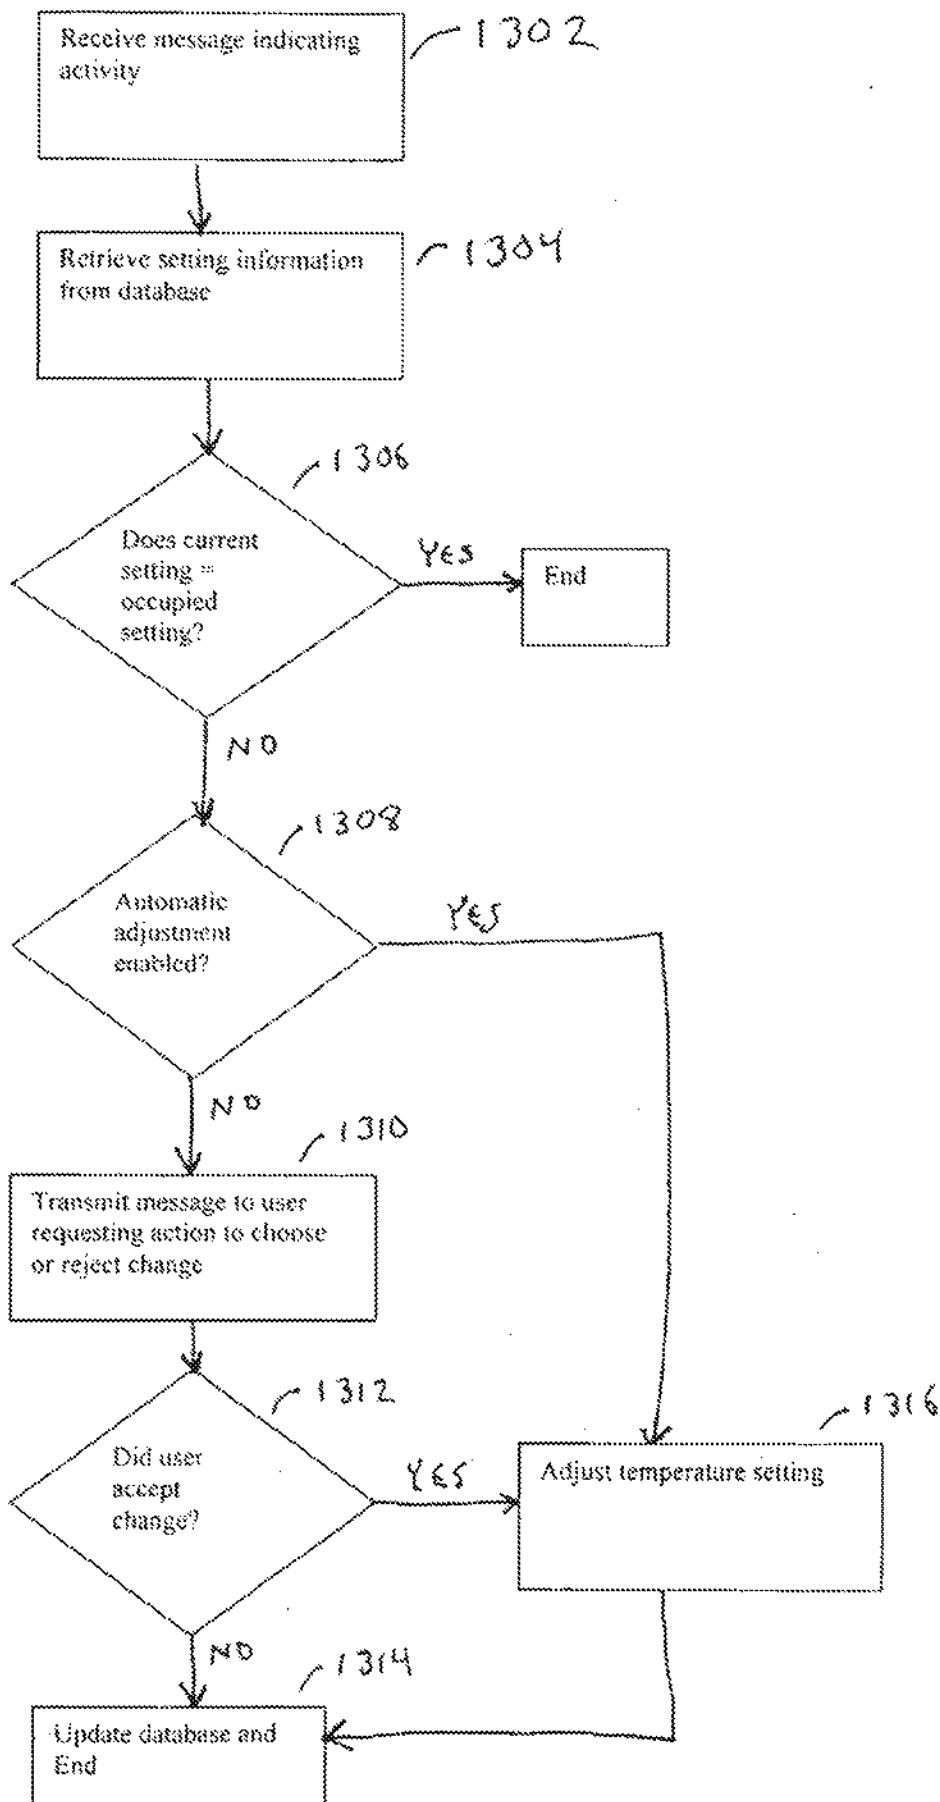 Receive message indicating
activity
1302
Retrieve setting information
from database
1304
1306
Does current
setting =
occupied
setting?
YES
End
NO
1308
Automatic
adjustment
enabled?
YES
NO
1310
Transmit message to user
requesting action to choose
or reject change
1312
Did user
accept
change?
YES
1316
Adjust temperature setting
NO
1314
Update database and
End